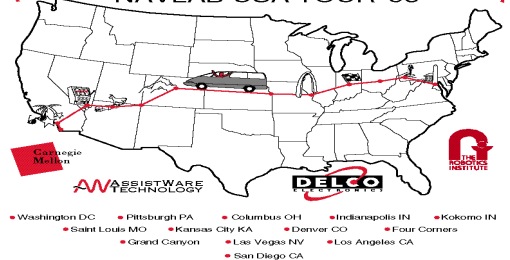 NAVLAB USA TOUR '95
Carnegie
Mellon
ASSISTWARE
TECHNOLOGY
DELCO
ELECTRONICS
THE
ROBOTICS
INSTITUTE
• Washington DC • Pittsburgh PA • Columbus OH • Indianapolis IN • Kokomo IN
• Saint Louis MO • Kansas City KA • Denver CO • Four Corners
• Grand Canyon • Las Vegas NV • Los Angeles CA
• San Diego CA